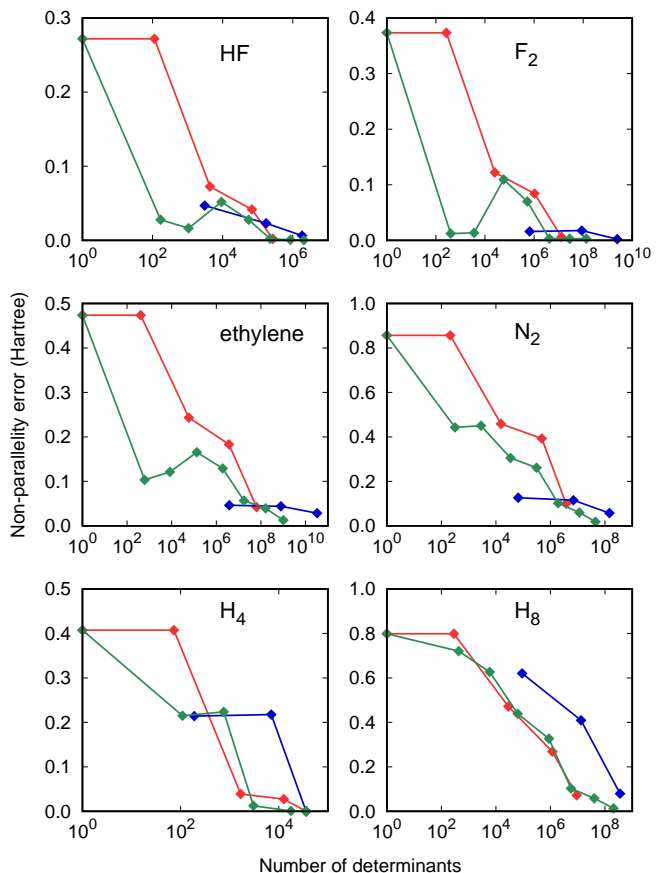 Non-parallelity error (Hartree)
HF
0.3
0.2
0.1
0.0
10^0 10^2 10^4 10^6
F_2
0.4
0.3
0.2
0.1
0.0
10^0 10^2 10^4 10^6 10^8 10^10
ethylene
0.5
0.4
0.3
0.2
0.1
0.0
10^0 10^2 10^4 10^6 10^8 10^10
N_2
1.0
0.8
0.6
0.4
0.2
0.0
10^0 10^2 10^4 10^6 10^8
H_4
0.5
0.4
0.3
0.2
0.1
0.0
10^0 10^2 10^4
H_8
1.0
0.8
0.6
0.4
0.2
0.0
10^0 10^2 10^4 10^6 10^8
Number of determinants